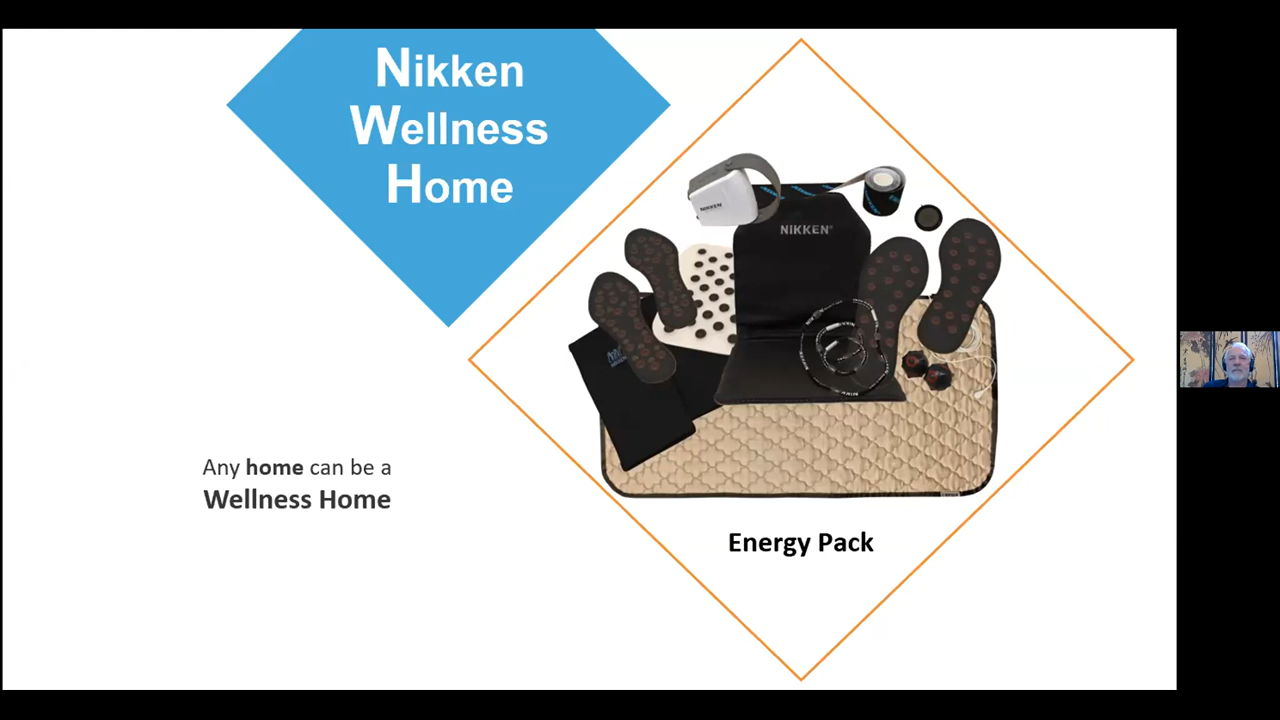 Nikken
Wellness
Home
NIKKEN
NIKKEN
Any home can be a
Wellness Home
Energy Pack